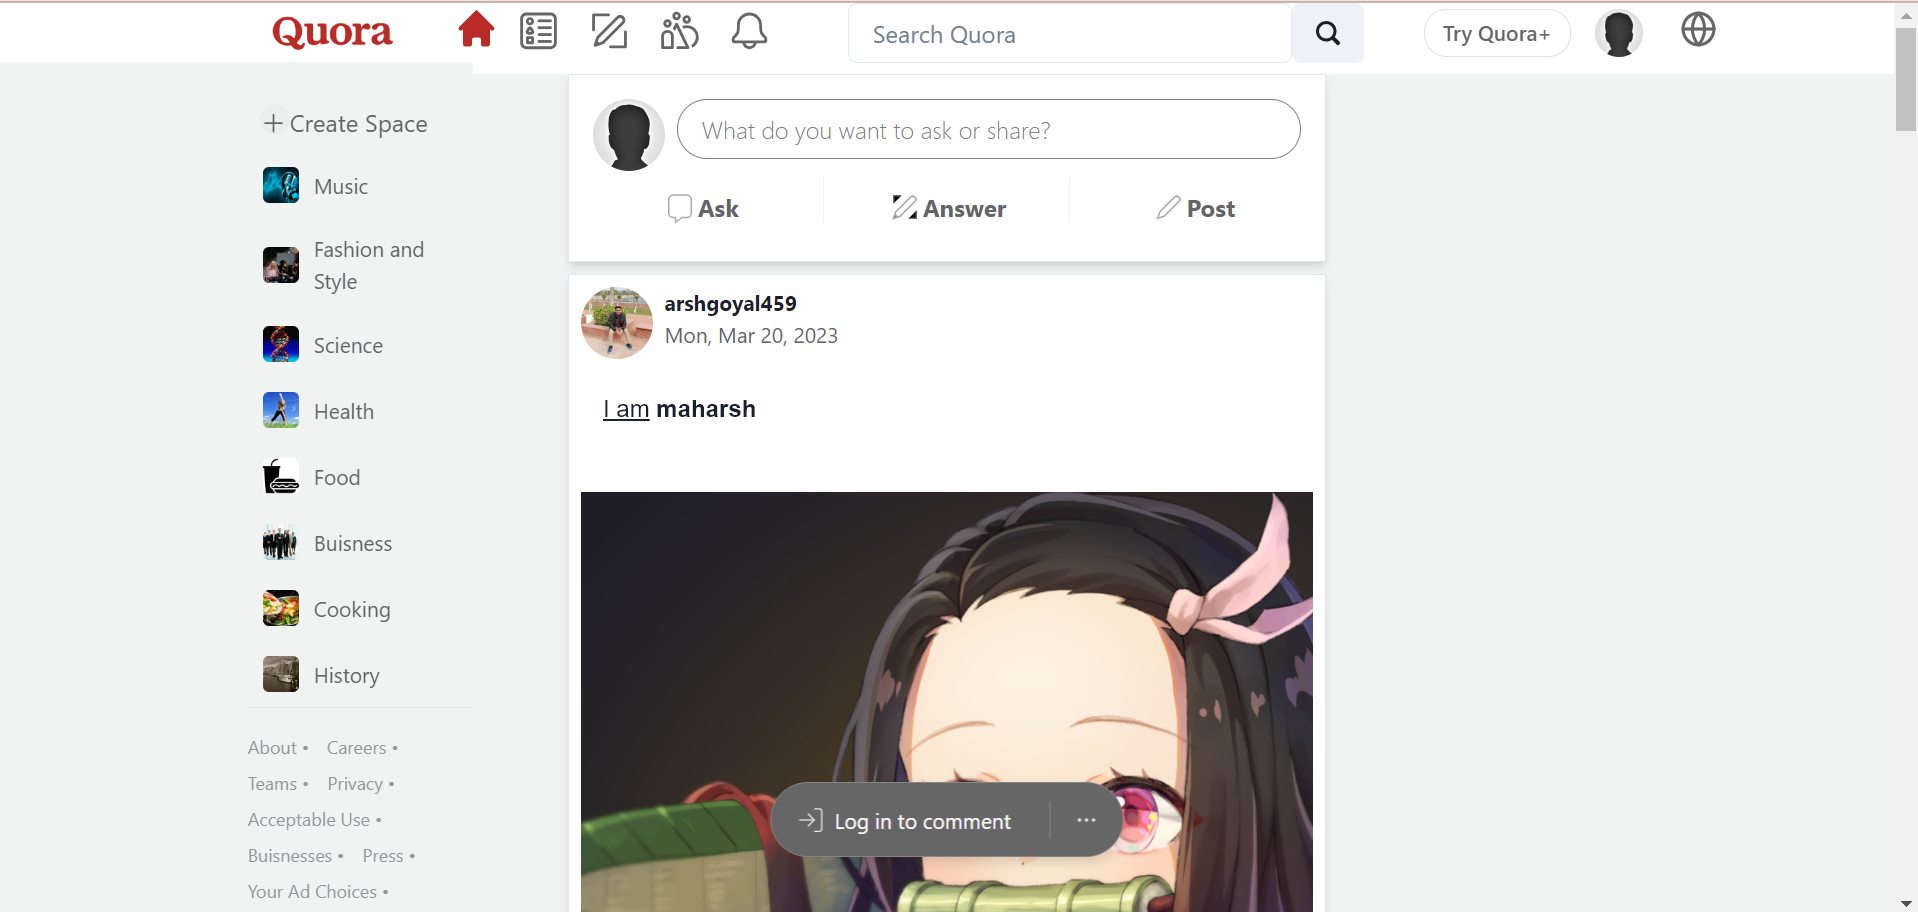 Quora
Search Quora
Try Quora+
Create Space
Music
Fashion and
Style
Science
Health
Food
Buisness
Cooking
History
About • Careers •
Teams • Privacy •
Acceptable Use •
Buisnesses • Press •
Your Ad Choices •
What do you want to ask or share?
Ask
Answer
Post
arshgoyal459
Mon, Mar 20, 2023
I am maharsh
Log in to comment